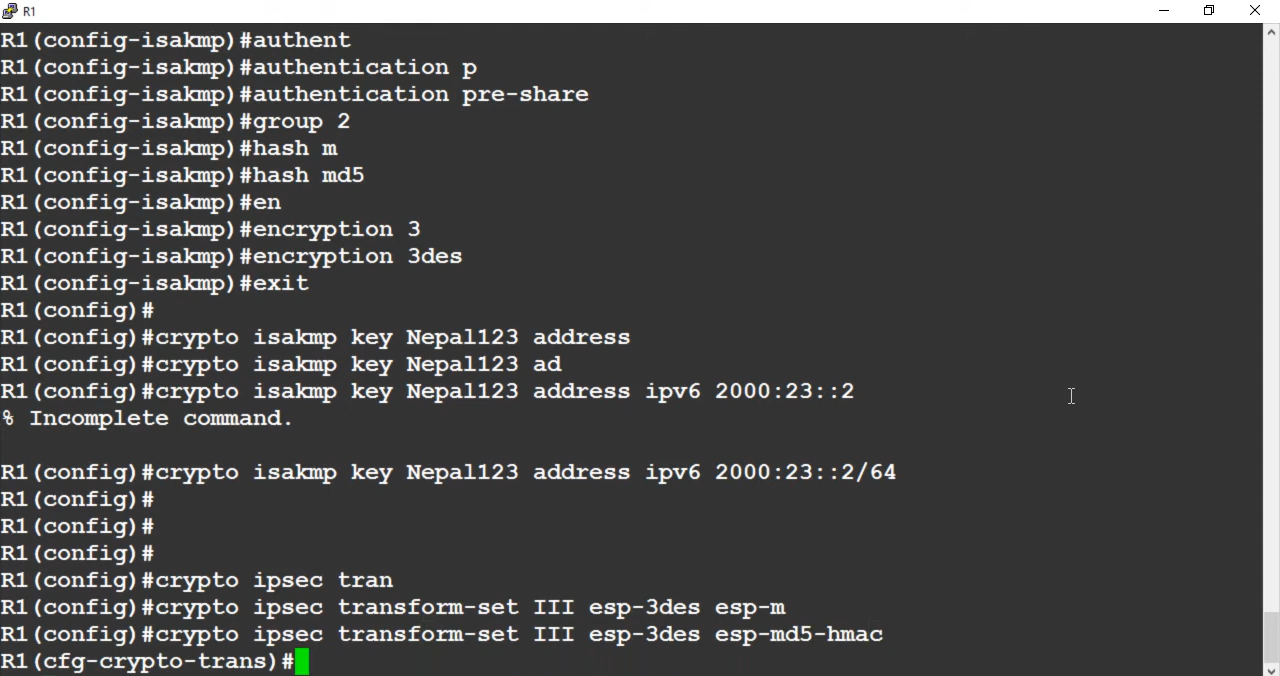 R1
R1(config-isakmp)#authent
R1(config-isakmp)#authentication p
R1(config-isakmp)#authentication pre-share
R1(config-isakmp)#group 2
R1(config-isakmp)#hash m
R1(config-isakmp)#hash md5
R1(config-isakmp)#en
R1(config-isakmp)#encryption 3
R1(config-isakmp)#encryption 3des
R1(config-isakmp)#exit
R1(config)#
R1(config)#crypto isakmp key Nepal123 address
R1(config)#crypto isakmp key Nepal123 ad
R1(config)#crypto isakmp key Nepal123 address ipv6 2000:23::2
% Incomplete command.
R1(config)#crypto isakmp key Nepal123 address ipv6 2000:23::2/64
R1(config)#
R1(config)#
R1(config)#
R1(config)#crypto ipsec tran
R1(config)#crypto ipsec transform-set III esp-3des esp-m
R1(config)#crypto ipsec transform-set III esp-3des esp-md5-hmac
R1(cfg-crypto-trans)#